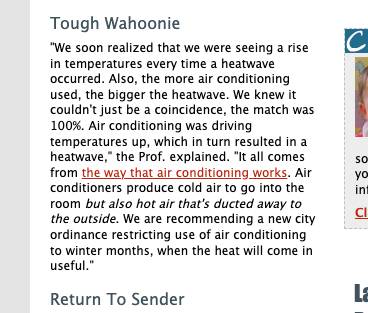 Tough Wahoonie
"We soon realized that we were seeing a rise
in temperatures every time a heatwave
occurred. Also, the more air conditioning
used, the bigger the heatwave. We knew it
couldn't just be a coincidence, the match was
100%. Air conditioning was driving
temperatures up, which in turn resulted in a
heatwave," the Prof. explained. "It all comes
from the way that air conditioning works. Air
conditioners produce cold air to go into the
room but also hot air that's ducted away to
the outside. We are recommending a new city
ordinance restricting use of air conditioning
to winter months, when the heat will come in
useful."
Return To Sender
C
so
yo
inf
Cl